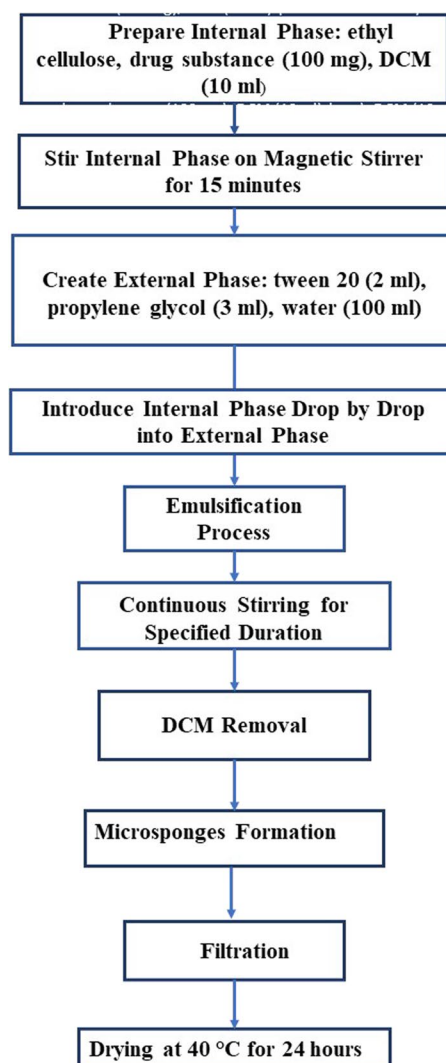 Prepare Internal Phase: ethyl
cellulose, drug substance (100 mg), DCM
(10 ml)
Stir Internal Phase on Magnetic Stirrer
for 15 minutes
Create External Phase: tween 20 (2 ml),
propylene glycol (3 ml), water (100 ml)
Introduce Internal Phase Drop by Drop
into External Phase
Emulsification
Process
Continuous Stirring for
Specified Duration
DCM Removal
Microsponges Formation
Filtration
Drying at 40 °C for 24 hours